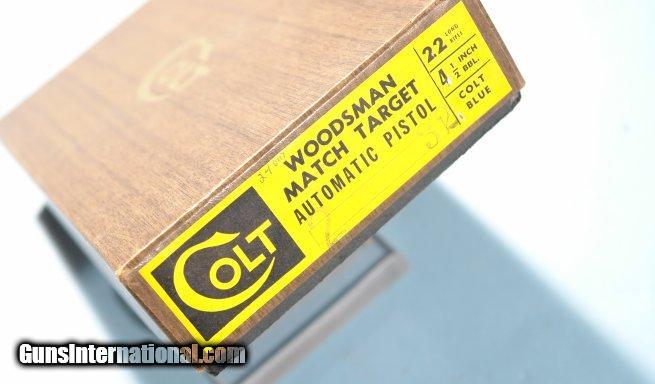 COLT
WOODSMAN
MATCH TARGET
AUTOMATIC PISTOL
22 LONG RIFLE
4 1/2 INCH BBL.
COLT
BLUE
GunsInternational.com